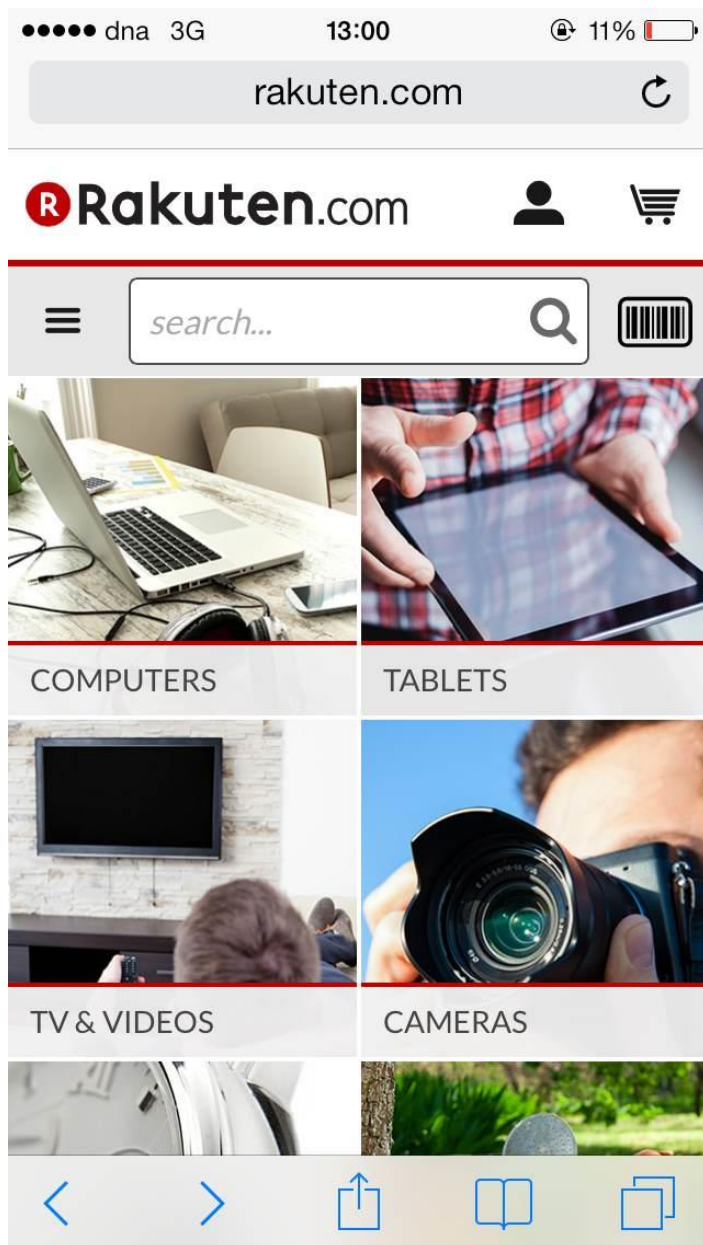 dna 3G 13:00 11%
rakuten.com
R Rakuten.com
search...
COMPUTERS
TABLETS
TV & VIDEOS
CAMERAS